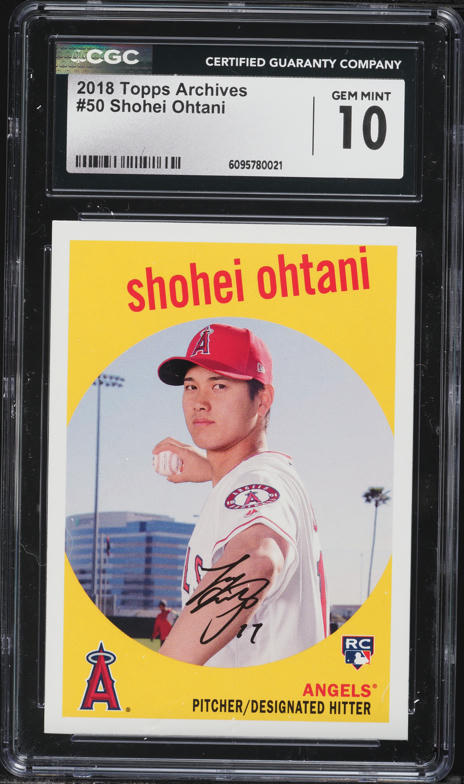 CGC
CERTIFIED GUARANTY COMPANY
2018 Topps Archives
#50 Shohei Ohtani
GEM MINT
10
6095780021
shohei ohtani
A
A
17
RC
A
ANGELS®
PITCHER/DESIGNATED HITTER